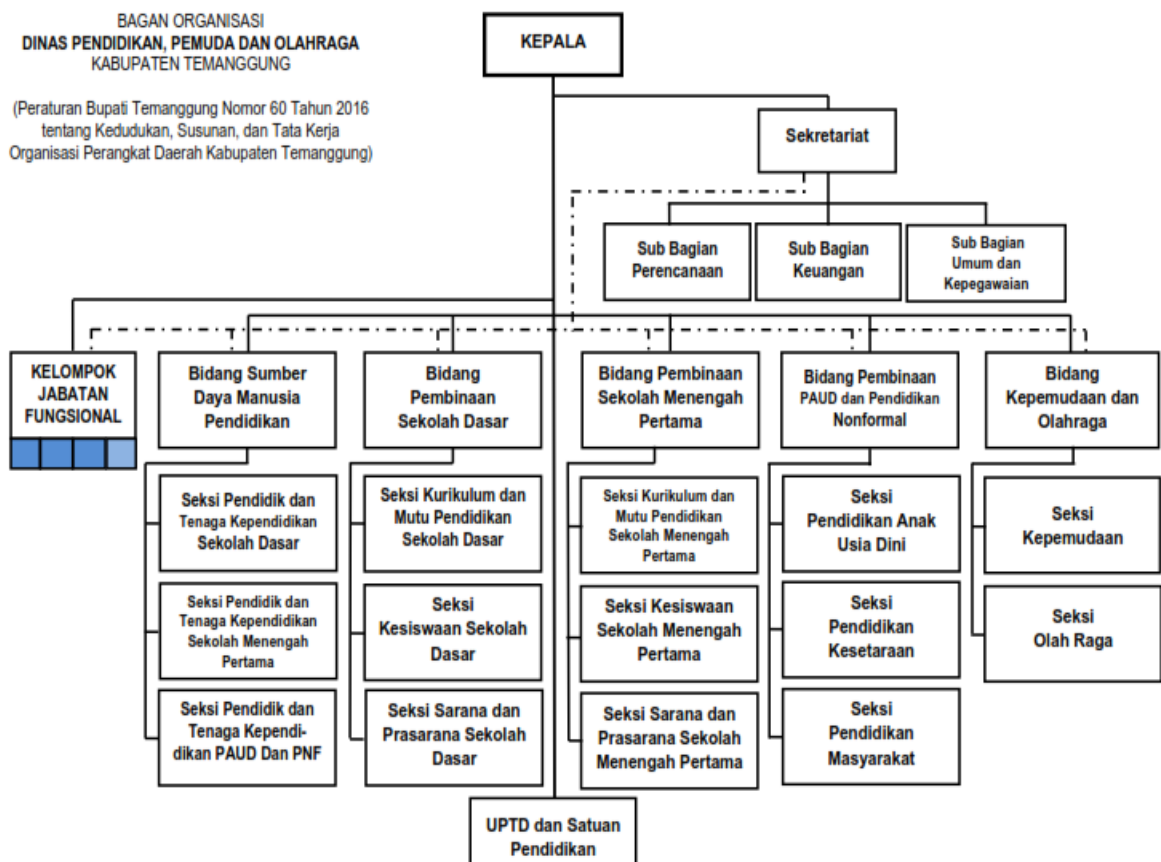 BAGAN ORGANISASI
DINAS PENDIDIKAN, PEMUDA DAN OLAHRAGA
KABUPATEN TEMANGGUNG
(Peraturan Bupati Temanggung Nomor 60 Tahun 2016
tentang Kedudukan, Susunan, dan Tata Kerja
Organisasi Perangkat Daerah Kabupaten Temanggung)
KEPALA
Sekretariat
Sub Bagian
Perencanaan
Sub Bagian
Keuangan
Sub Bagian
Umum dan
Kepegawaian
KELOMPOK
JABATAN
FUNGSIONAL
Bidang Sumber
Daya Manusia
Pendidikan
Bidang
Pembinaan
Sekolah Dasar
Bidang Pembinaan
Sekolah Menengah
Pertama
Bidang Pembinaan
PAUD dan Pendidikan
Nonformal
Bidang
Kepemudaan dan
Olahraga
Seksi Pendidik dan
Tenaga Kependidikan
Sekolah Dasar
Seksi Kurikulum dan
Mutu Pendidikan
Sekolah Dasar
Seksi Kurikulum dan
Mutu Pendidikan
Sekolah Menengah
Pertama
Seksi
Pendidikan Anak
Usia Dini
Seksi
Kepemudaan
Seksi Pendidik dan
Tenaga Kependidikan
Sekolah Menengah
Pertama
Seksi
Kesiswaan Sekolah
Dasar
Seksi Kesiswaan
Sekolah Menengah
Pertama
Seksi
Pendidikan
Kesetaraan
Seksi
Olah Raga
Seksi Pendidik dan
Tenaga Kependi-
dikan PAUD Dan PNF
Seksi Sarana dan
Prasarana Sekolah
Dasar
Seksi Sarana dan
Prasarana Sekolah
Menengah Pertama
Seksi
Pendidikan
Masyarakat
UPTD dan Satuan
Pendidikan